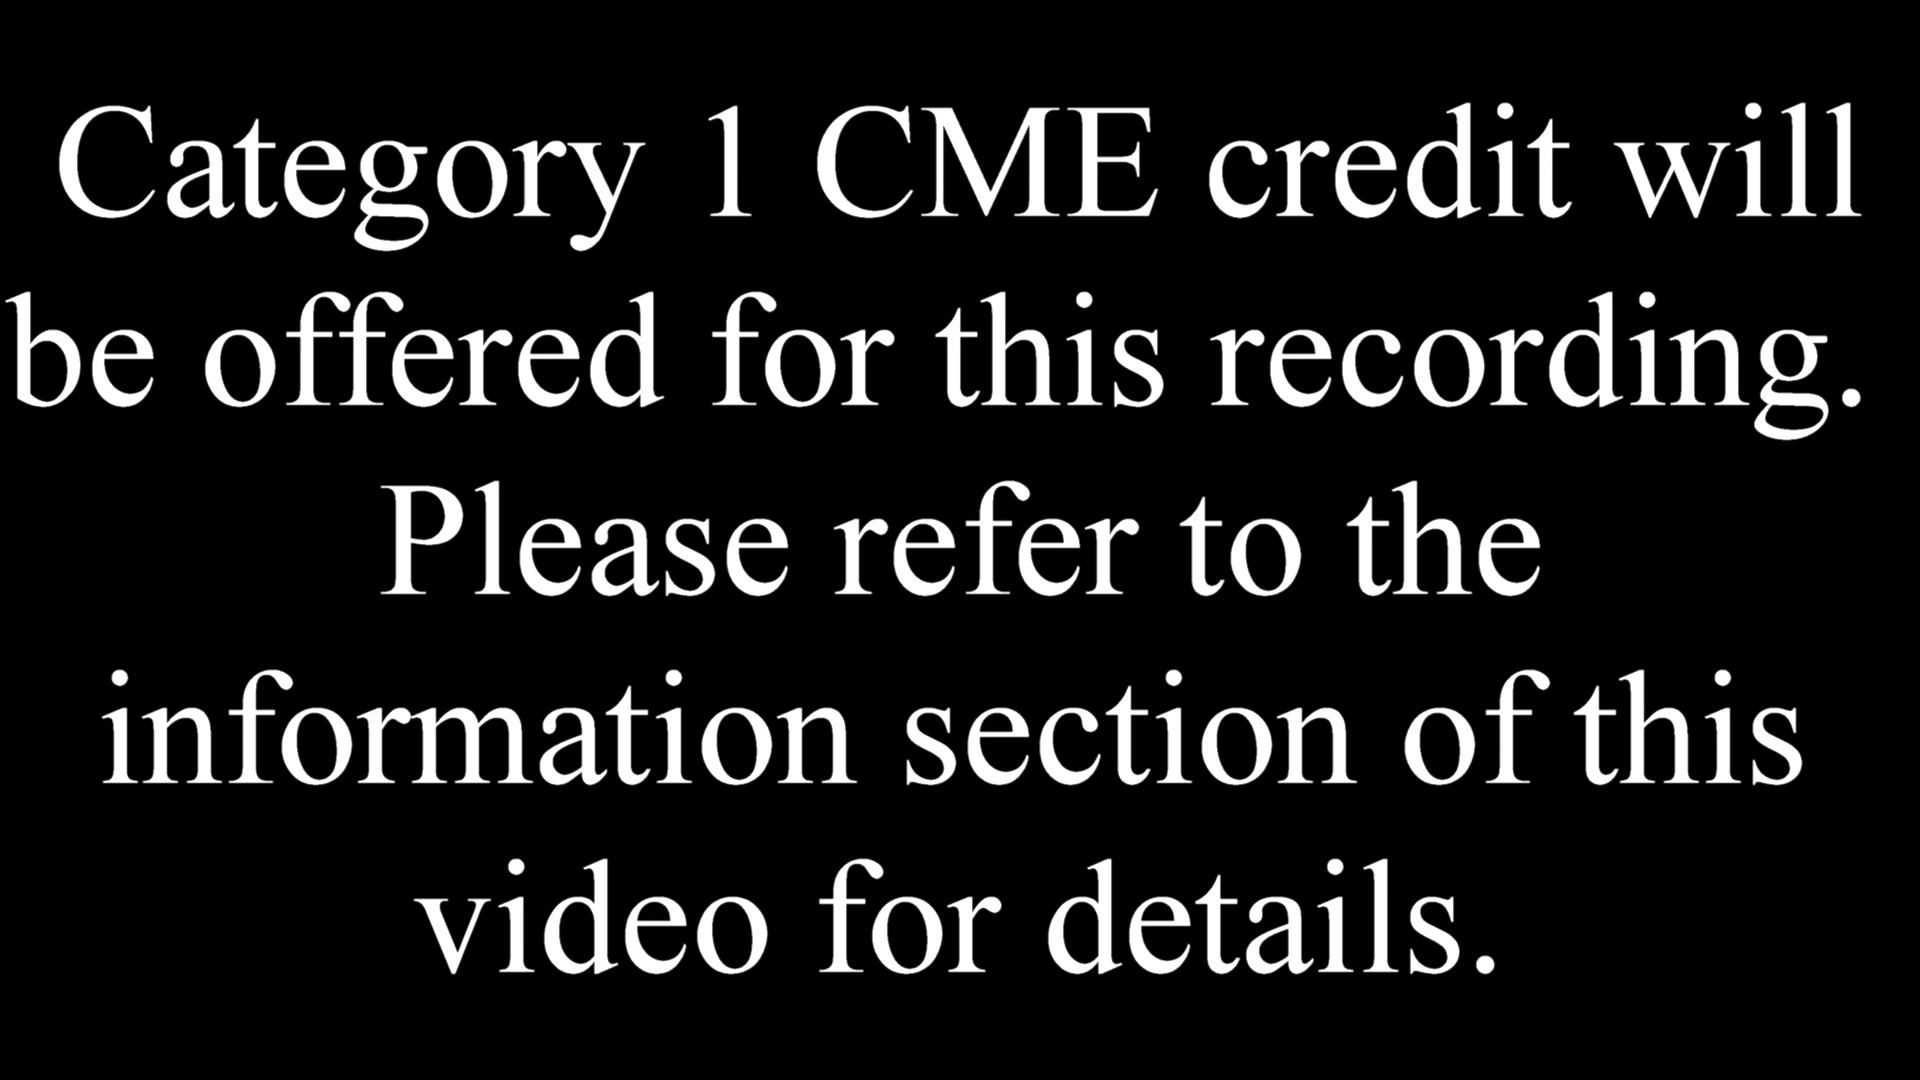 Category 1 CME credit will
be offered for this recording.
Please refer to the
information section of this
video for details.